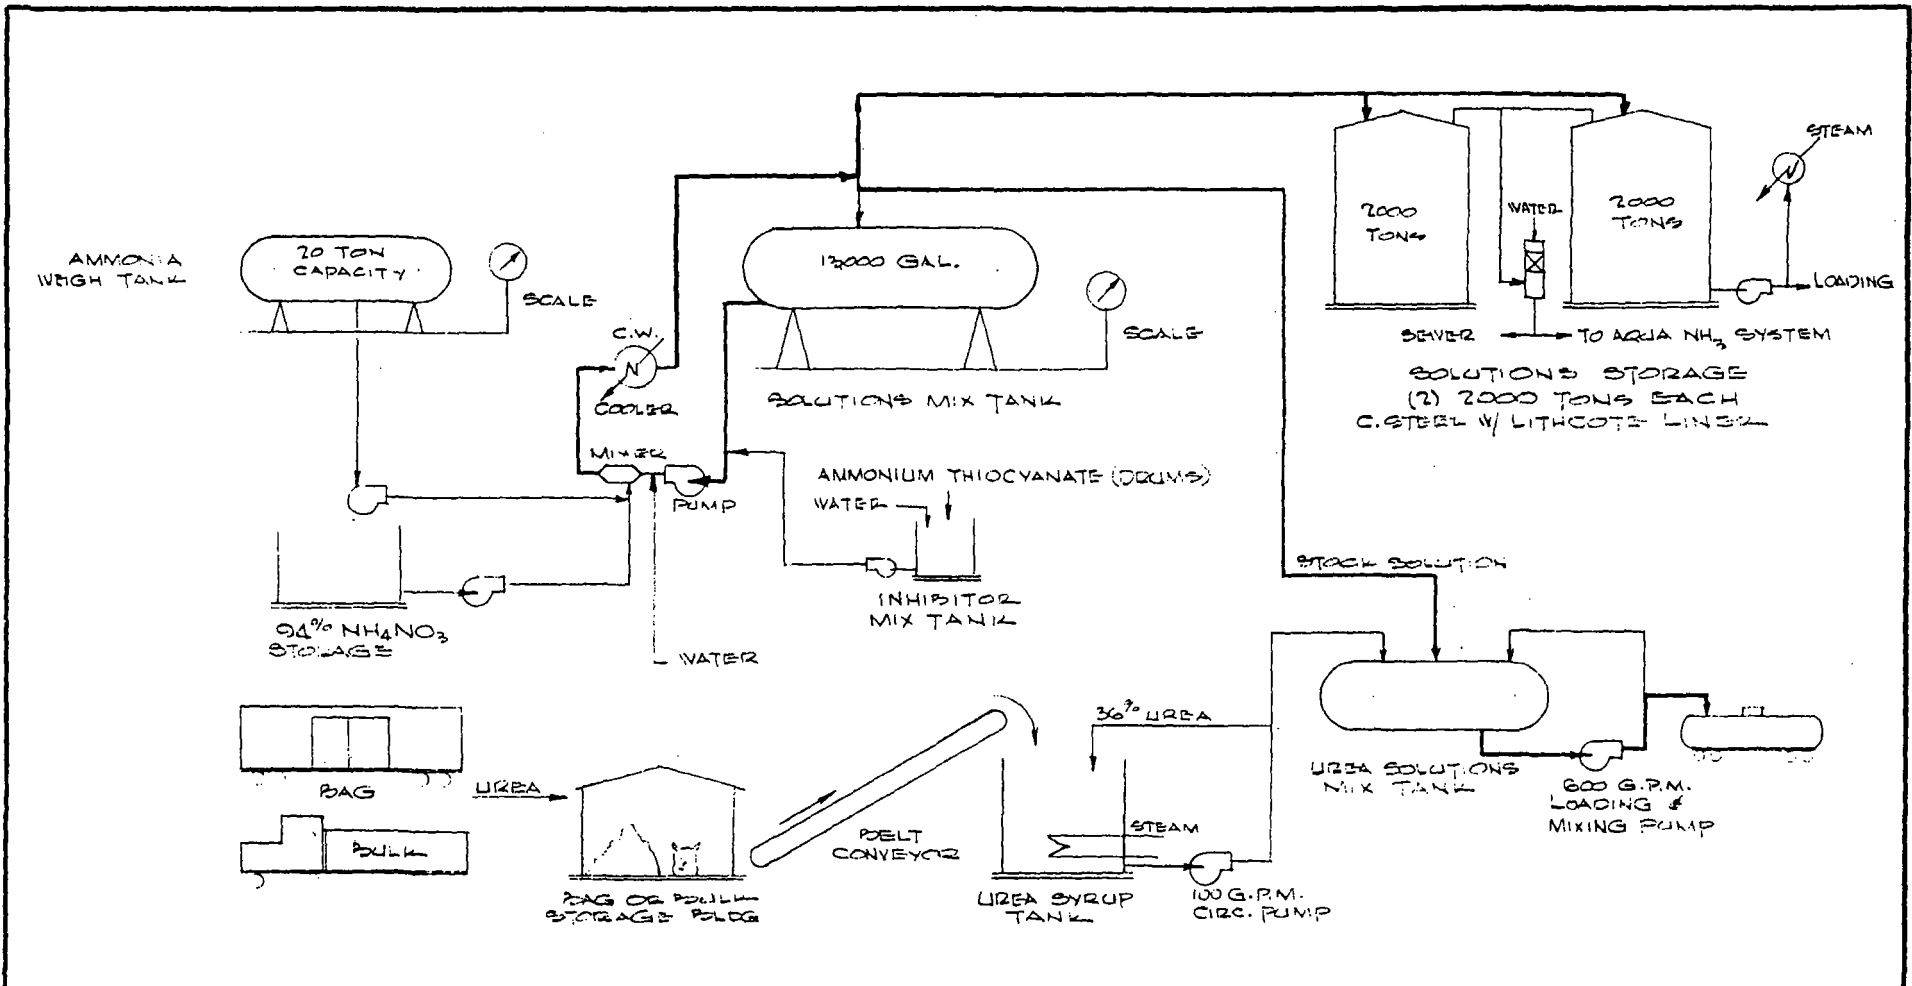 AMMONIA
WEIGH TANK
20 TON
CAPACITY
SCALE
C.W.
COOLER
MIXER
PUMP
13000 GAL.
SCALE
SOLUTIONS MIX TANK
2000
TONS
2000
TONS
WATER
STEAM
LOADING
SEWER
TO AQUA NH3 SYSTEM
SOLUTIONS STORAGE
(2) 2000 TONS EACH
C. STEEL W/ LITHCOTE LINER
AMMONIUM THIOCYANATE (DRUMS)
WATER
INHIBITOR
MIX TANK
94% NH4NO3
STORAGE
WATER
STOCK SOLUTION
BAG
BULK
UREA
BAG OR BULK
STORAGE BLDG
BELT
CONVEYOR
36% UREA
STEAM
UREA SYRUP
TANK
100 G.P.M.
CIRC. PUMP
UREA SOLUTIONS
MIX TANK
600 G.P.M.
LOADING &
MIXING PUMP